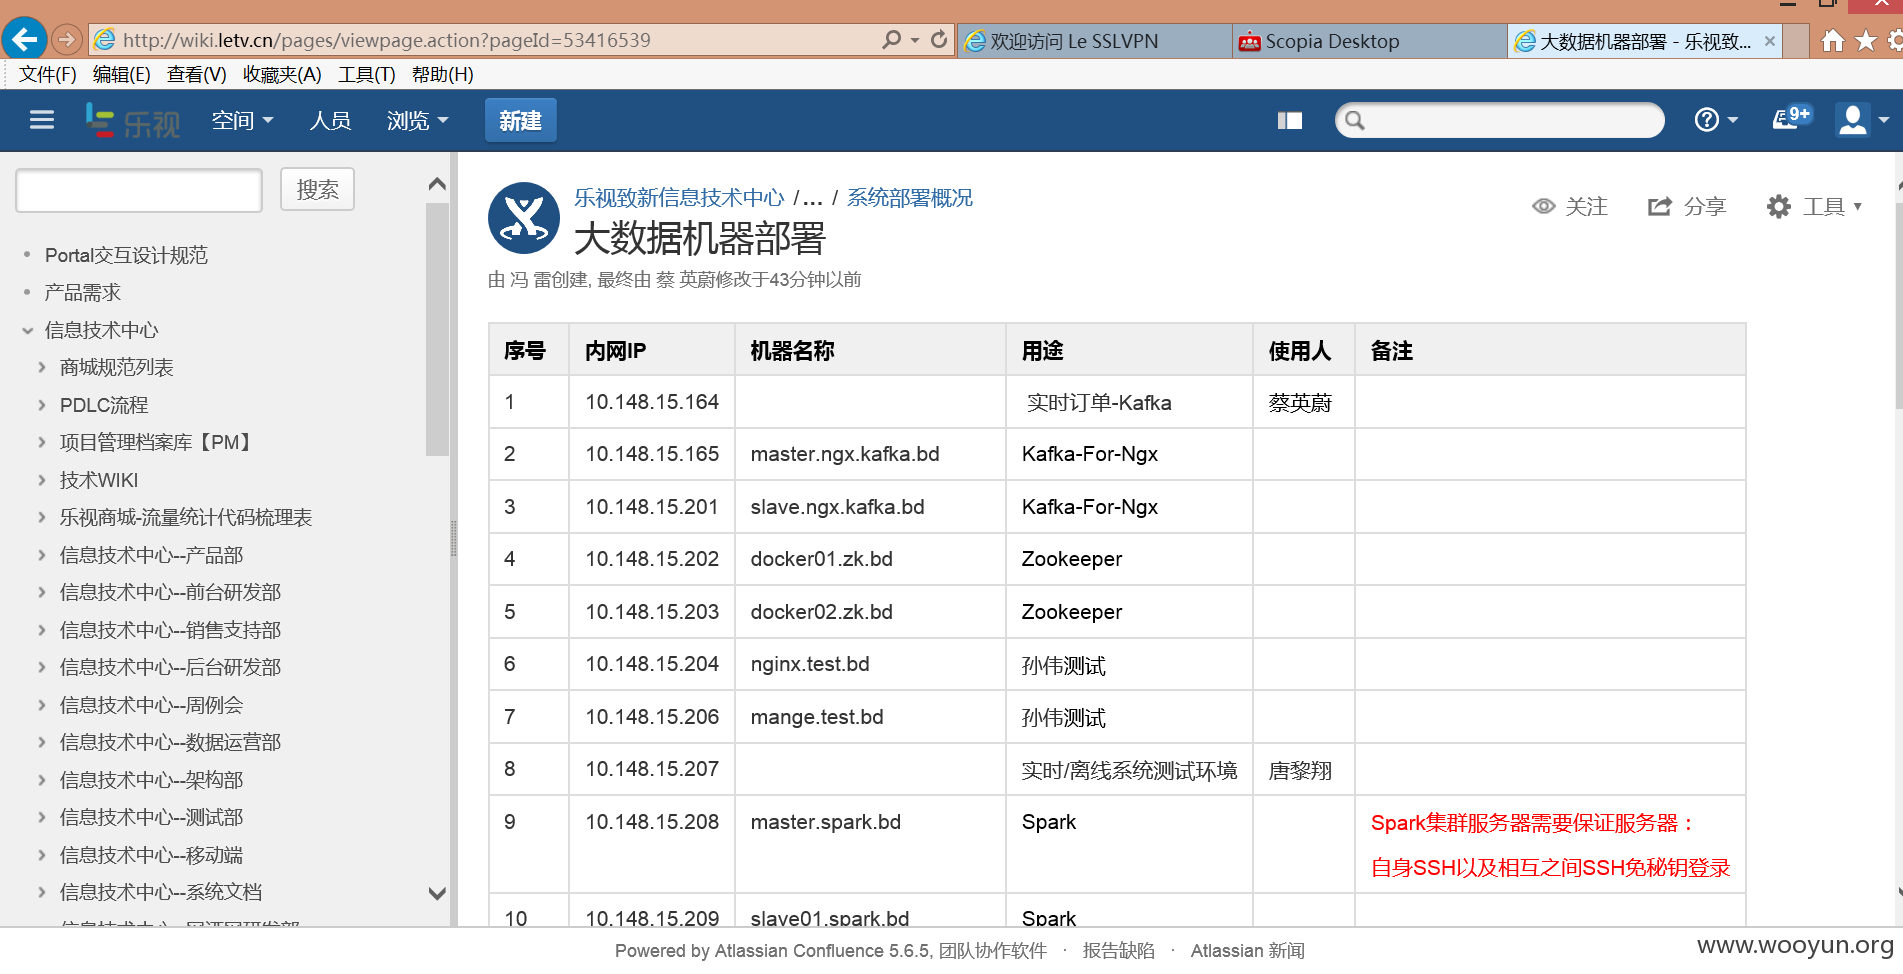 http://wiki.letv.cn/pages/viewpage.action?pageId=53416539
欢迎访问 Le SSLVPN
Scopia Desktop
大数据机器部署 - 乐视致...
文件(F) 编辑(E) 查看(V) 收藏夹(A) 工具(T) 帮助(H)
乐视 空间 人员 浏览 新建
9+
搜索
Portal交互设计规范
产品需求
信息技术中心
商城规范列表
PDLC流程
项目管理档案库【PM】
技术WIKI
乐视商城-流量统计代码梳理表
信息技术中心--产品部
信息技术中心--前台研发部
信息技术中心--销售支持部
信息技术中心--后台研发部
信息技术中心--周例会
信息技术中心--数据运营部
信息技术中心--架构部
信息技术中心--测试部
信息技术中心--移动端
信息技术中心--系统文档
乐视致新信息技术中心 /... / 系统部署概况
关注 分享 工具
大数据机器部署
由 冯 雷创建, 最终由 蔡 英蔚修改于43分钟以前
序号 内网IP 机器名称 用途 使用人 备注
1 10.148.15.164 实时订单-Kafka 蔡英蔚
2 10.148.15.165 master.ngx.kafka.bd Kafka-For-Ngx
3 10.148.15.201 slave.ngx.kafka.bd Kafka-For-Ngx
4 10.148.15.202 docker01.zk.bd Zookeeper
5 10.148.15.203 docker02.zk.bd Zookeeper
6 10.148.15.204 nginx.test.bd 孙伟测试
7 10.148.15.206 mange.test.bd 孙伟测试
8 10.148.15.207 实时/离线系统测试环境 唐黎翔
9 10.148.15.208 master.spark.bd Spark Spark集群服务器需要保证服务器：
自身SSH以及相互之间SSH免秘钥登录
10 10.148.15.209 slave01.spark.bd Spark
Powered by Atlassian Confluence 5.6.5, 团队协作软件 · 报告缺陷 · Atlassian 新闻
www.wooyun.org